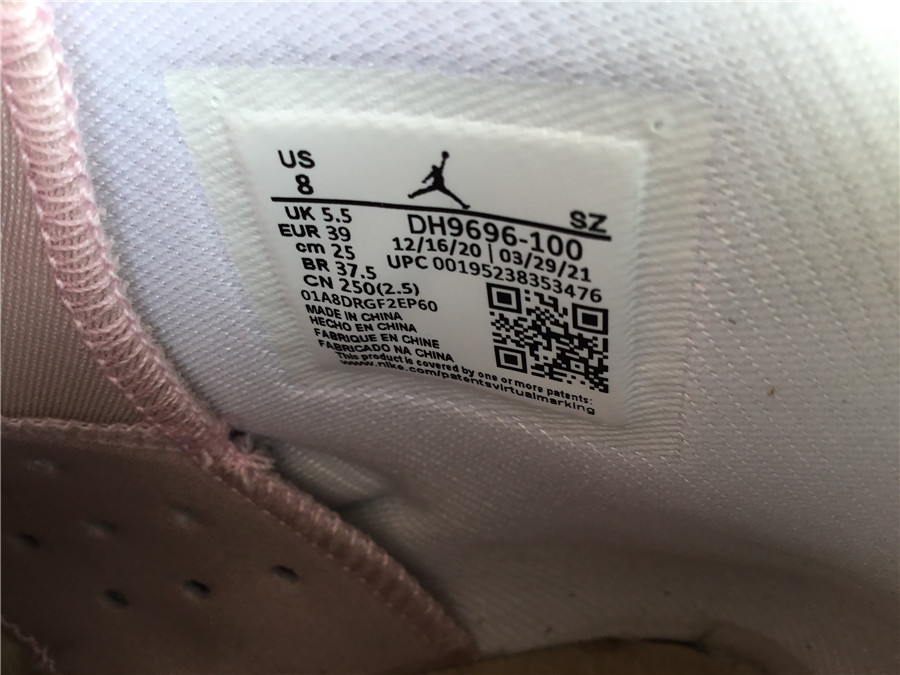 US
8
SZ
UK 5.5
DH9696-100
EUR 39
12/16/20 | 03/29/21
cm 25
UPC 00195238353476
BR 37.5
CN 250(2.5)
01A8DRGF2EP60
MADE IN CHINA
HECHO EN CHINA
FABRIQUE EN CHINE
FABRICADO NA CHINA
This product is covered by one or more patents:
www.nike.com/patentsvirtualmarking